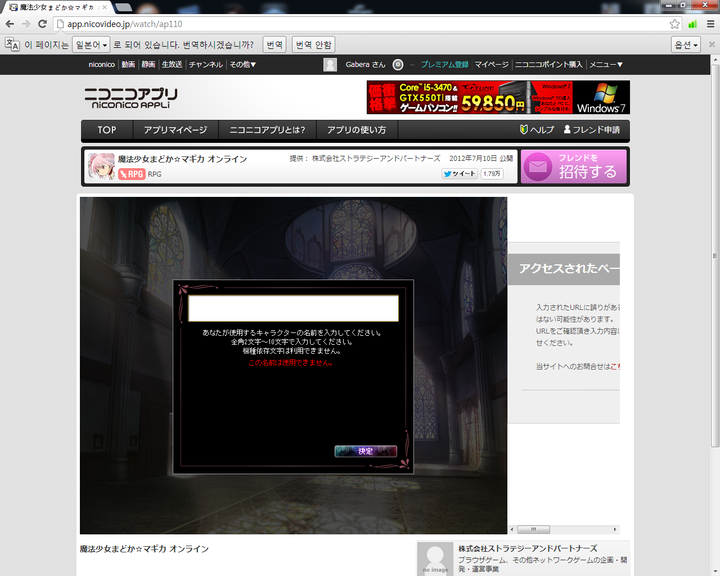 魔法少女まどか☆マギカ
app.nicovideo.jp/watch/ap110
이 페이지는 일본어 로 되어 있습니다. 번역하시겠습니까? 번역 번역 안함 옵션
niconico 動画 静画 生放送 チャンネル その他▼ Gabera さん プレミアム登録 マイページ ニコニコポイント購入 メニュー▼
ニコニコアプリ
niconico APPLi
価格衝撃
Core i5-3470&
GTX550Ti搭載
ゲームパソコン!!
59,850円
Windows 7
TOP アプリマイページ ニコニコアプリとは? アプリの使い方 ヘルプ フレンド申請
魔法少女まどか☆マギカ オンライン 提供: 株式会社ストラテジーアンドパートナーズ 2012年7月10日 公開
RPG RPG
ツイート 1.79万
フレンドを
招待する
アクセスされたペー
入力されたURLに誤りがある
はない可能性があります。
URLをご確認頂き入力内容に
せください。
当サイトへのお問合せはこち
あなたが使用するキャラクターの名前を入力してください。
全角2文字～10文字で入力してください。
機種依存文字は利用できません。
この名前は使用できません。
決定
魔法少女まどか☆マギカ オンライン
no image
株式会社ストラテジーアンドパートナーズ
ブラウザゲーム、その他ネットワークゲームの企画・開
発・運営事業